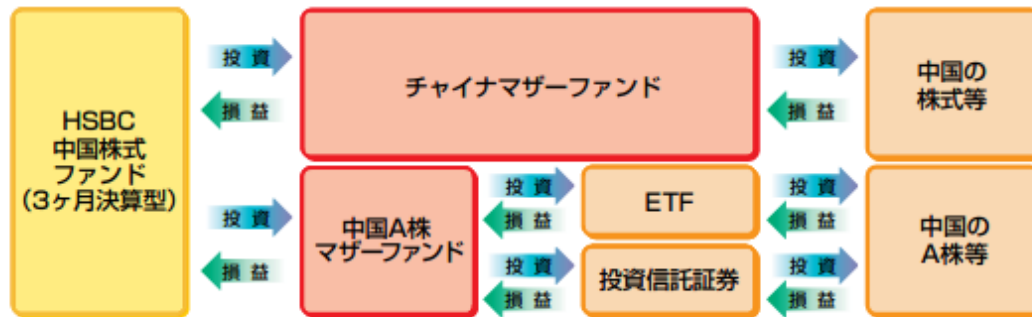 HSBC
中国株式
ファンド
(3ヶ月決算型)
投資
損益
チャイナマザーファンド
投資
損益
中国の
株式等
投資
損益
中国A株
マザーファンド
投資
損益
ETF
投資
損益
投資
損益
投資信託証券
投資
損益
中国の
A株等